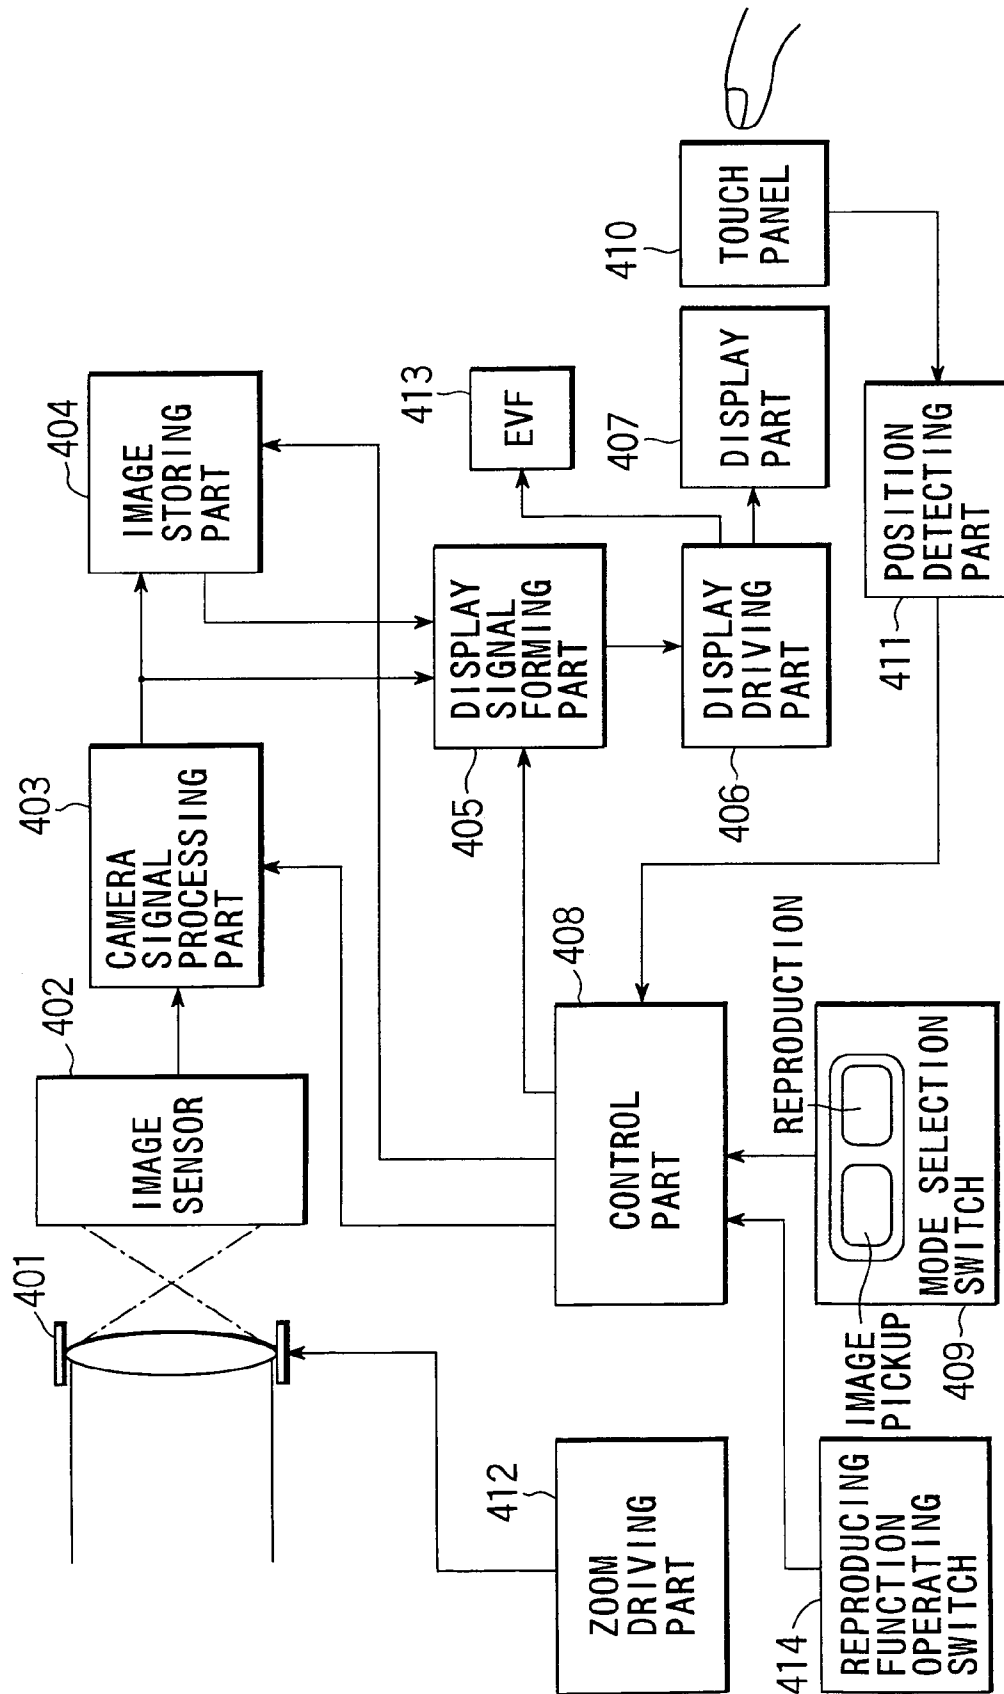 401
402
IMAGE
SENSOR
403
CAMERA
SIGNAL
PROCESSING
PART
404
IMAGE
STORING
PART
412
ZOOM
DRIVING
PART
408
CONTROL
PART
405
DISPLAY
SIGNAL
FORMING
PART
413
EVF
406
DISPLAY
DRIVING
PART
407
DISPLAY
PART
410
TOUCH
PANEL
414
REPRODUCING
FUNCTION
OPERATING
SWITCH
IMAGE
PICKUP
REPRODUCTION
409
MODE SELECTION
SWITCH
411
POSITION
DETECTING
PART